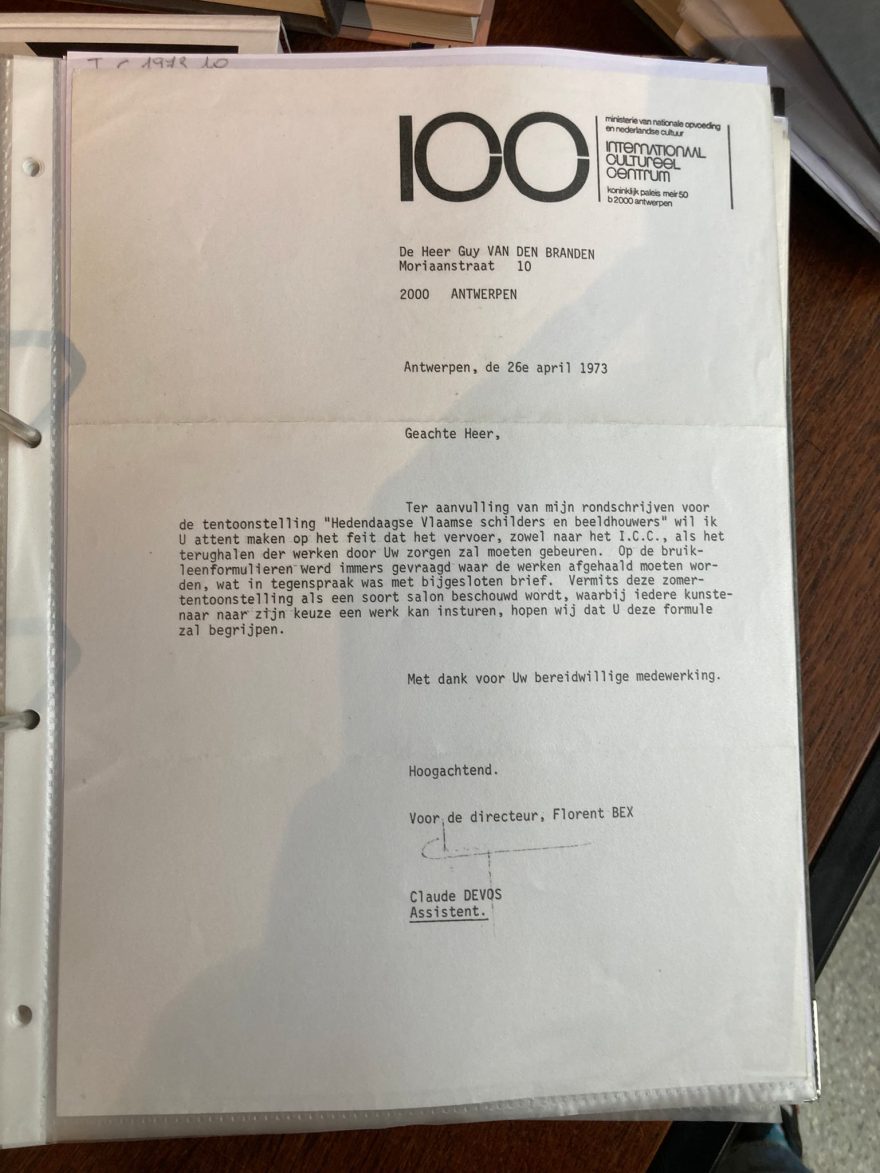 1973 10
ICC
ministerie van nationale opvoeding
en nederlandse cultuur
INTERNATIONAAL
CULTUREEL
CENTRUM
koninklijk paleis meir 50
b 2000 antwerpen
De Heer Guy VAN DEN BRANDEN
Moriaanstraat 10
2000 ANTWERPEN
Antwerpen, de 26e april 1973
Geachte Heer,
Ter aanvulling van mijn rondschrijven voor
de tentoonstelling "Hedendaagse Vlaamse schilders en beeldhouwers" wil ik
U attent maken op het feit dat het vervoer, zowel naar het I.C.C., als het
terughalen der werken door Uw zorgen zal moeten gebeuren. Op de bruik-
leenformulieren werd immers gevraagd waar de werken afgehaald moeten wor-
den, wat in tegenspraak was met bijgesloten brief. Vermits deze zomer-
tentoonstelling als een soort salon beschouwd wordt, waarbij iedere kunste-
naar naar zijn keuze een werk kan insturen, hopen wij dat U deze formule
zal begrijpen.
Met dank voor Uw bereidwillige medewerking.
Hoogachtend.
Voor de directeur, Florent BEX
Claude DEVOS
Assistent.